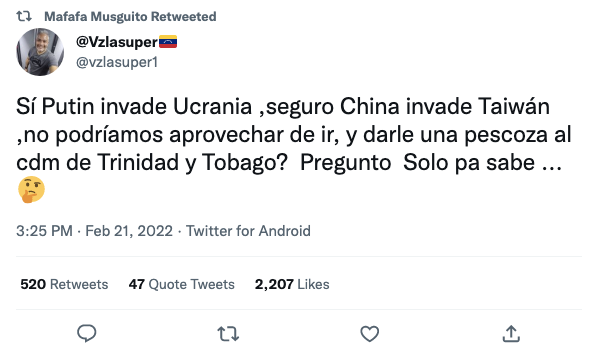 Mafafa Musguito Retweeted
@Vzlasuper🇻🇪
@vzlasuper1
Sí Putin invade Ucrania ,seguro China invade Taiwán
,no podríamos aprovechar de ir, y darle una pescoza al
cdm de Trinidad y Tobago?  Pregunto  Solo pa sabe ...
🤔
3:25 PM · Feb 21, 2022 · Twitter for Android
520 Retweets 47 Quote Tweets 2,207 Likes